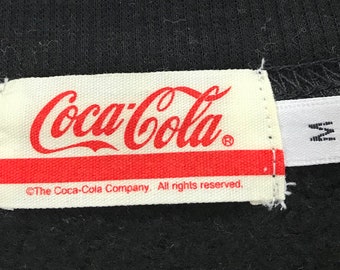 Coca-Cola®
©The Coca-Cola Company. All rights reserved.
M